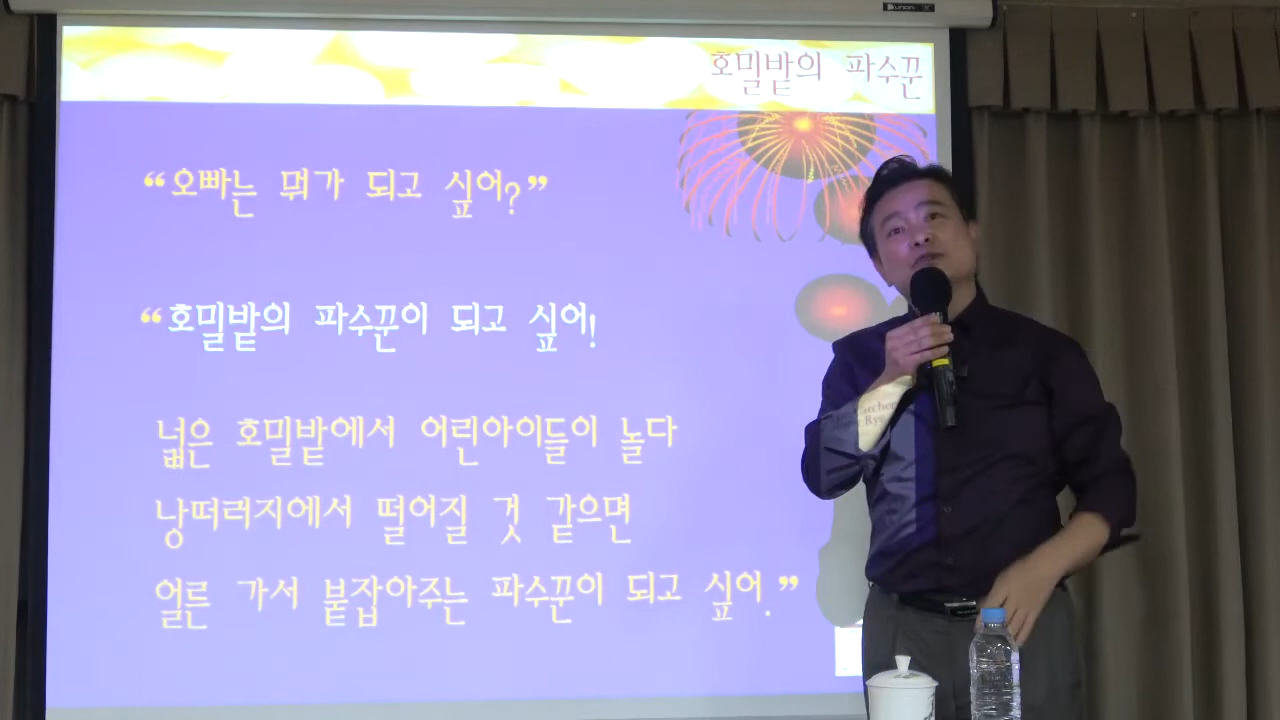 호밀밭의 파수꾼
“오빠는 뭐가 되고 싶어?”
“호밀밭의 파수꾼이 되고 싶어!
넓은 호밀밭에서 어린아이들이 놀다
낭떠러지에서 떨어질 것 같으면
얼른 가서 붙잡아주는 파수꾼이 되고 싶어.”